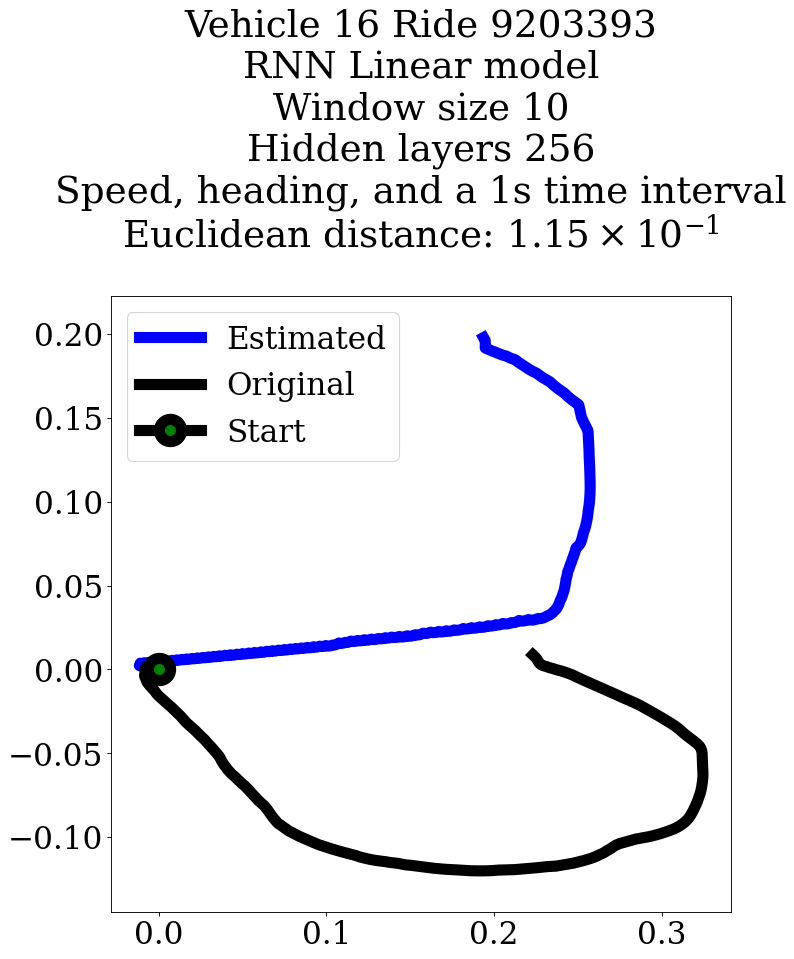 Vehicle 16 Ride 9203393
RNN Linear model
Window size 10
Hidden layers 256
Speed, heading, and a 1s time interval
Euclidean distance: 1.15 × 10⁻¹
Estimated
Original
Start
0.20
0.15
0.10
0.05
0.00
−0.05
−0.10
0.0 0.1 0.2 0.3